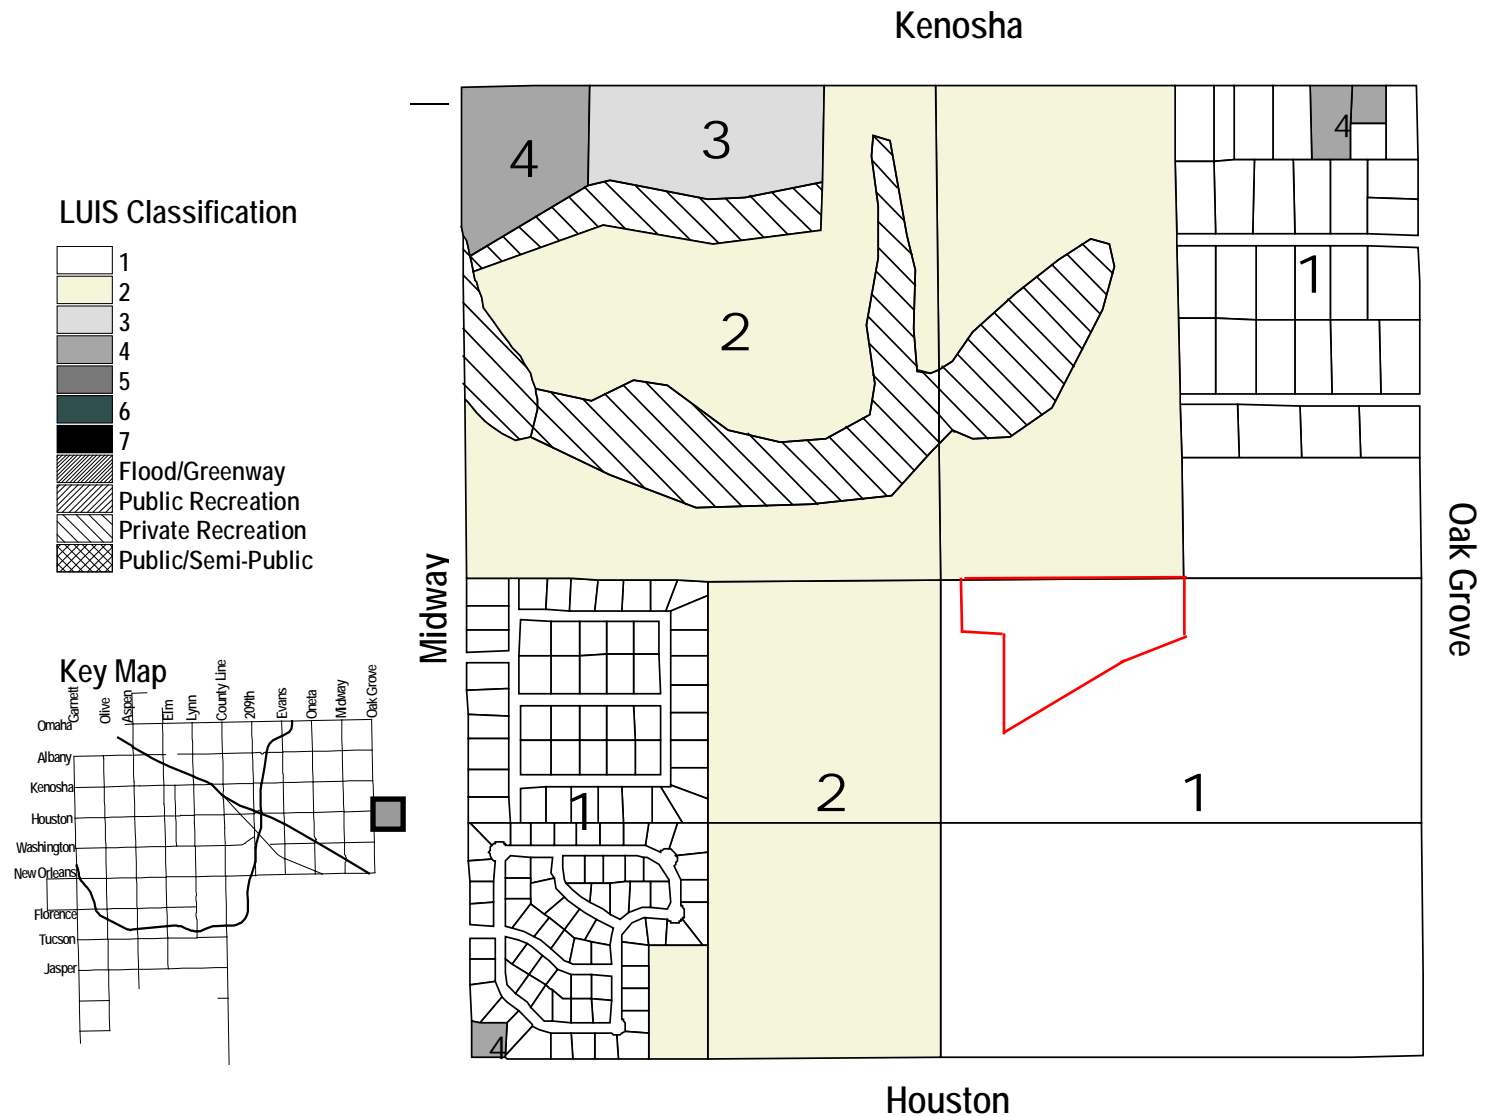 Kenosha
4
3
4
LUIS Classification
1
2
3
4
5
6
7
Flood/Greenway
Public Recreation
Private Recreation
Public/Semi-Public
1
2
Midway
Oak Grove
1
2
1
4
Houston
Key Map
Garnett
Olive
Aspen
Elm
Lynn
County Line
209th
Evans
Oneta
Midway
Oak Grove
Omaha
Albany
Kenosha
Houston
Washington
New Orleans
Florence
Tucson
Jasper